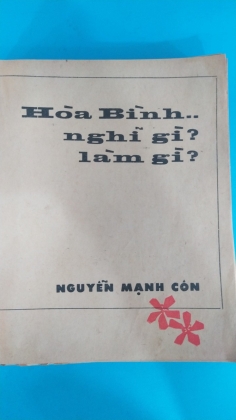 Hòa Bình..
nghĩ gì?
làm gì?
NGUYỄN MẠNH CÔN